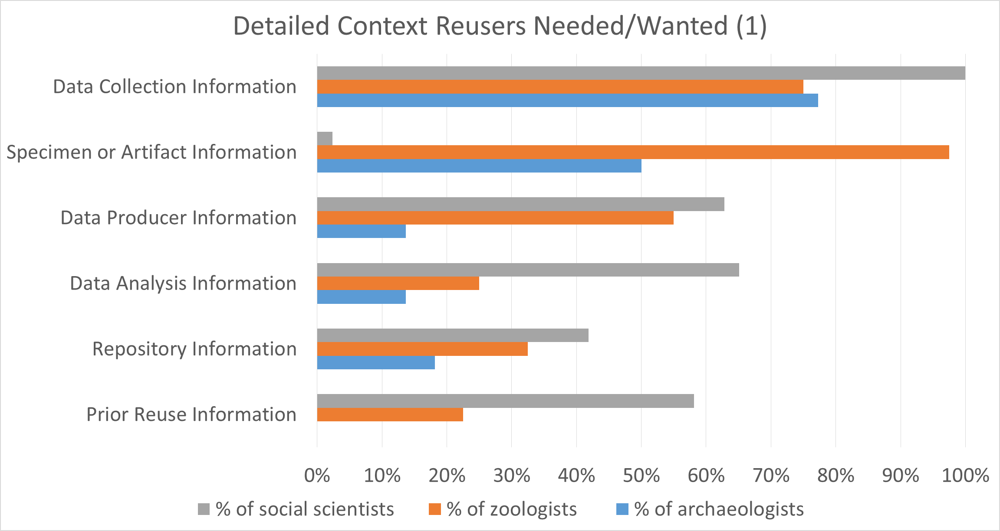 Detailed Context Reusers Needed/Wanted (1)
Data Collection Information
Specimen or Artifact Information
Data Producer Information
Data Analysis Information
Repository Information
Prior Reuse Information
0% 10% 20% 30% 40% 50% 60% 70% 80% 90% 100%
% of social scientists % of zoologists % of archaeologists